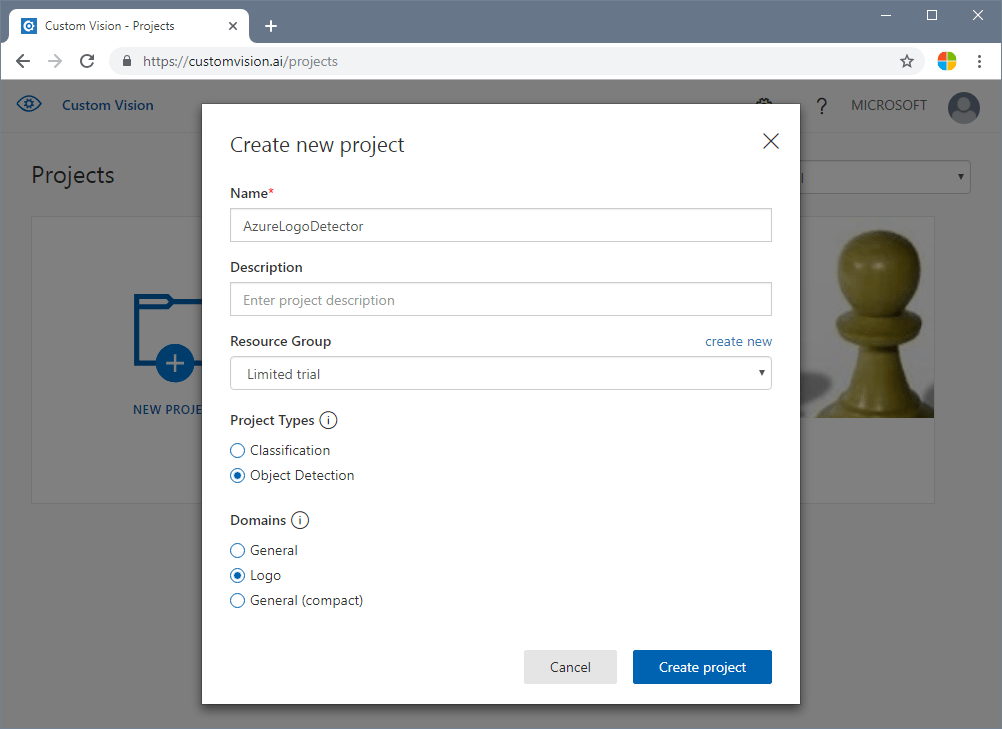 Custom Vision - Projects
https://customvision.ai/projects
Custom Vision
?
MICROSOFT
Projects
NEW PROJE
Create new project
Name*
AzureLogoDetector
Description
Enter project description
Resource Group
create new
Limited trial
Project Types i
Classification
Object Detection
Domains i
General
Logo
General (compact)
Cancel
Create project